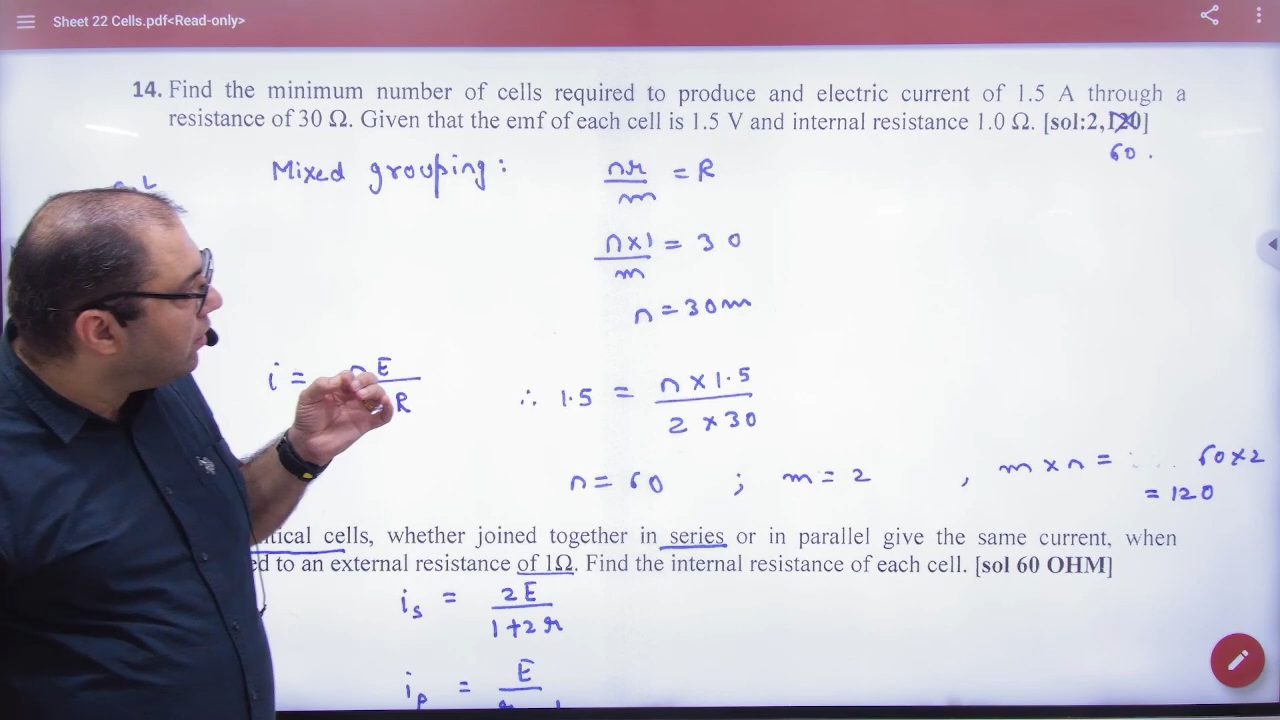 Sheet 22 Cells.pdf<Read-only>
14. Find the minimum number of cells required to produce and electric current of 1.5 A through a
resistance of 30 Ω. Given that the emf of each cell is 1.5 V and internal resistance 1.0 Ω. [sol:2,120]
60 .
Mixed grouping :
nr/m = R
n×1/m = 30
n = 30m
i = nE/ R
∴ 1.5 = n × 1.5 / 2 × 30
n = 60 ; m = 2 , m × n = 60×2
= 120
tical cells, whether joined together in series or in parallel give the same current, when
ed to an external resistance of 1Ω. Find the internal resistance of each cell. [sol 60 OHM]
is = 2E/1+2r
ip = E